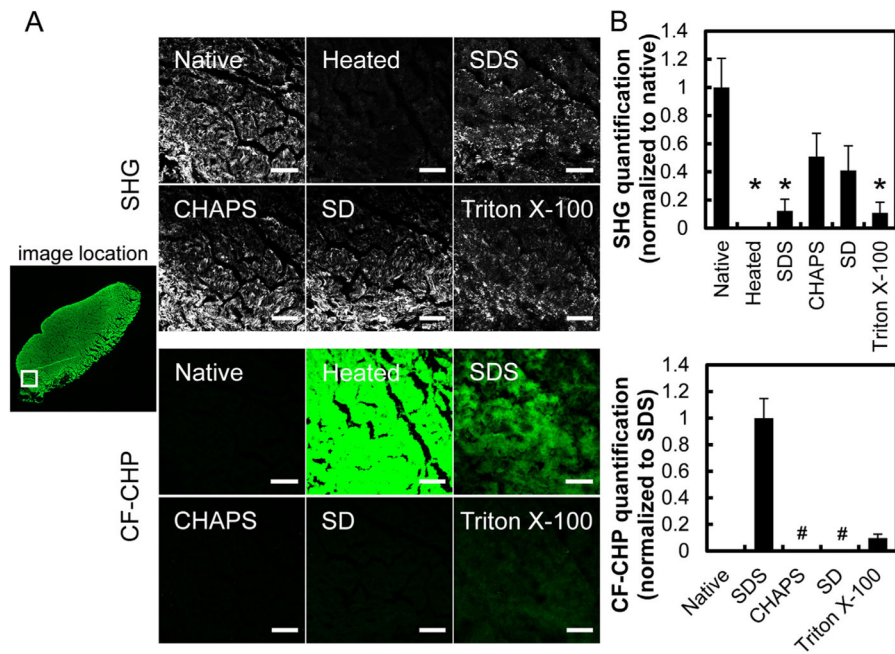 A
SHG
Native
Heated
SDS
CHAPS
SD
Triton X-100
image location
CF-CHP
Native
Heated
SDS
CHAPS
SD
Triton X-100
B
SHG quantification
(normalized to native)
1.4
1.2
1
0.8
0.6
0.4
0.2
0
*
*
*
Native
Heated
SDS
CHAPS
SD
Triton X-100
CF-CHP quantification
(normalized to SDS)
1.4
1.2
1
0.8
0.6
0.4
0.2
0
#
#
Native
SDS
CHAPS
SD
Triton X-100